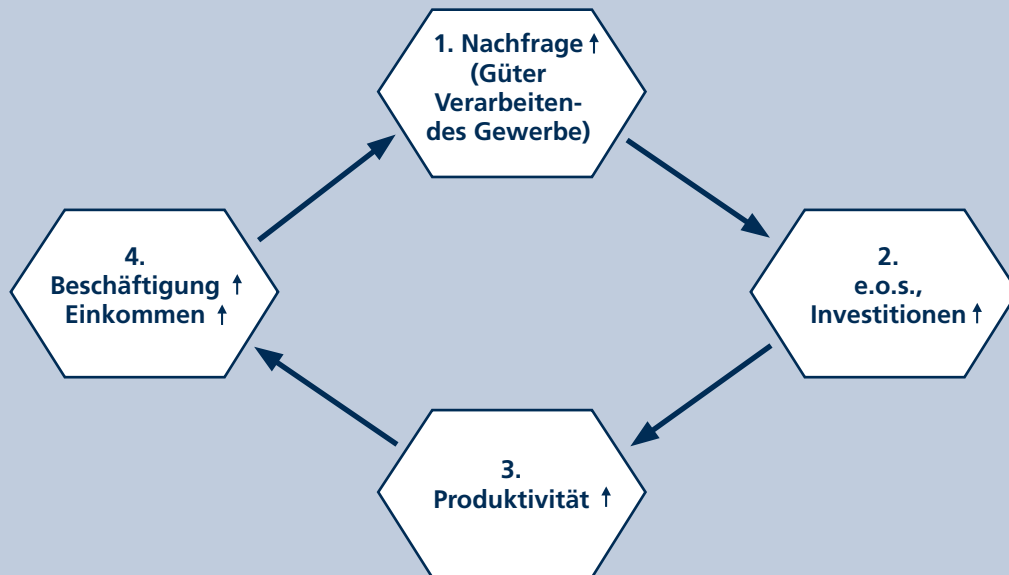 1. Nachfrage ↑
(Güter
Verarbeiten-
des Gewerbe)
2.
e.o.s.,
Investitionen ↑
3.
Produktivität ↑
4.
Beschäftigung ↑
Einkommen ↑